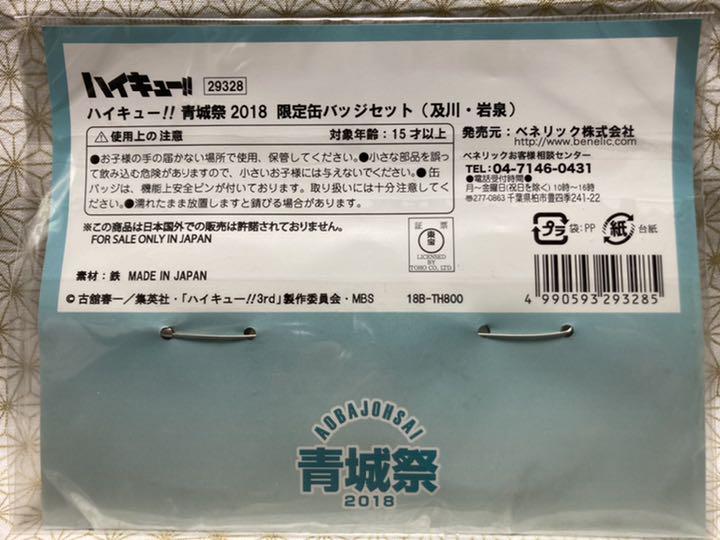 ハイキュー!! 29328
ハイキュー!! 青城祭 2018 限定缶バッジセット（及川・岩泉）
⚠使用上の注意 対象年齢：15才以上
●お子様の手の届かない場所で使用、保管してください。●小さな部品を誤っ
て飲み込む危険がありますので、小さいお子様には与えないでください。●缶
バッジは、機能上安全ピンが付いております。取り扱いには十分注意してくだ
さい。●濡れたまま放置しますと錆びる場合があります。
※この商品は日本国外での販売は許諾されておりません。
FOR SALE ONLY IN JAPAN
素材：鉄 MADE IN JAPAN
©古舘春一／集英社・「ハイキュー!!3rd」製作委員会・MBS 18B-TH800
発売元：ベネリック株式会社
http://www.benelic.com
ベネリックお客様相談センター
TEL:04-7146-0431
●電話受付時間●
月〜金曜日(祝日を除く) 10時〜16時
〒277-0863 千葉県柏市豊四季241-22
証 票
東宝
LICENSED
BY
TOHO CO., LTD.
プラ 袋:PP 紙 台紙
4 990593 293285
AOBAJOHSAI
青城祭
2018